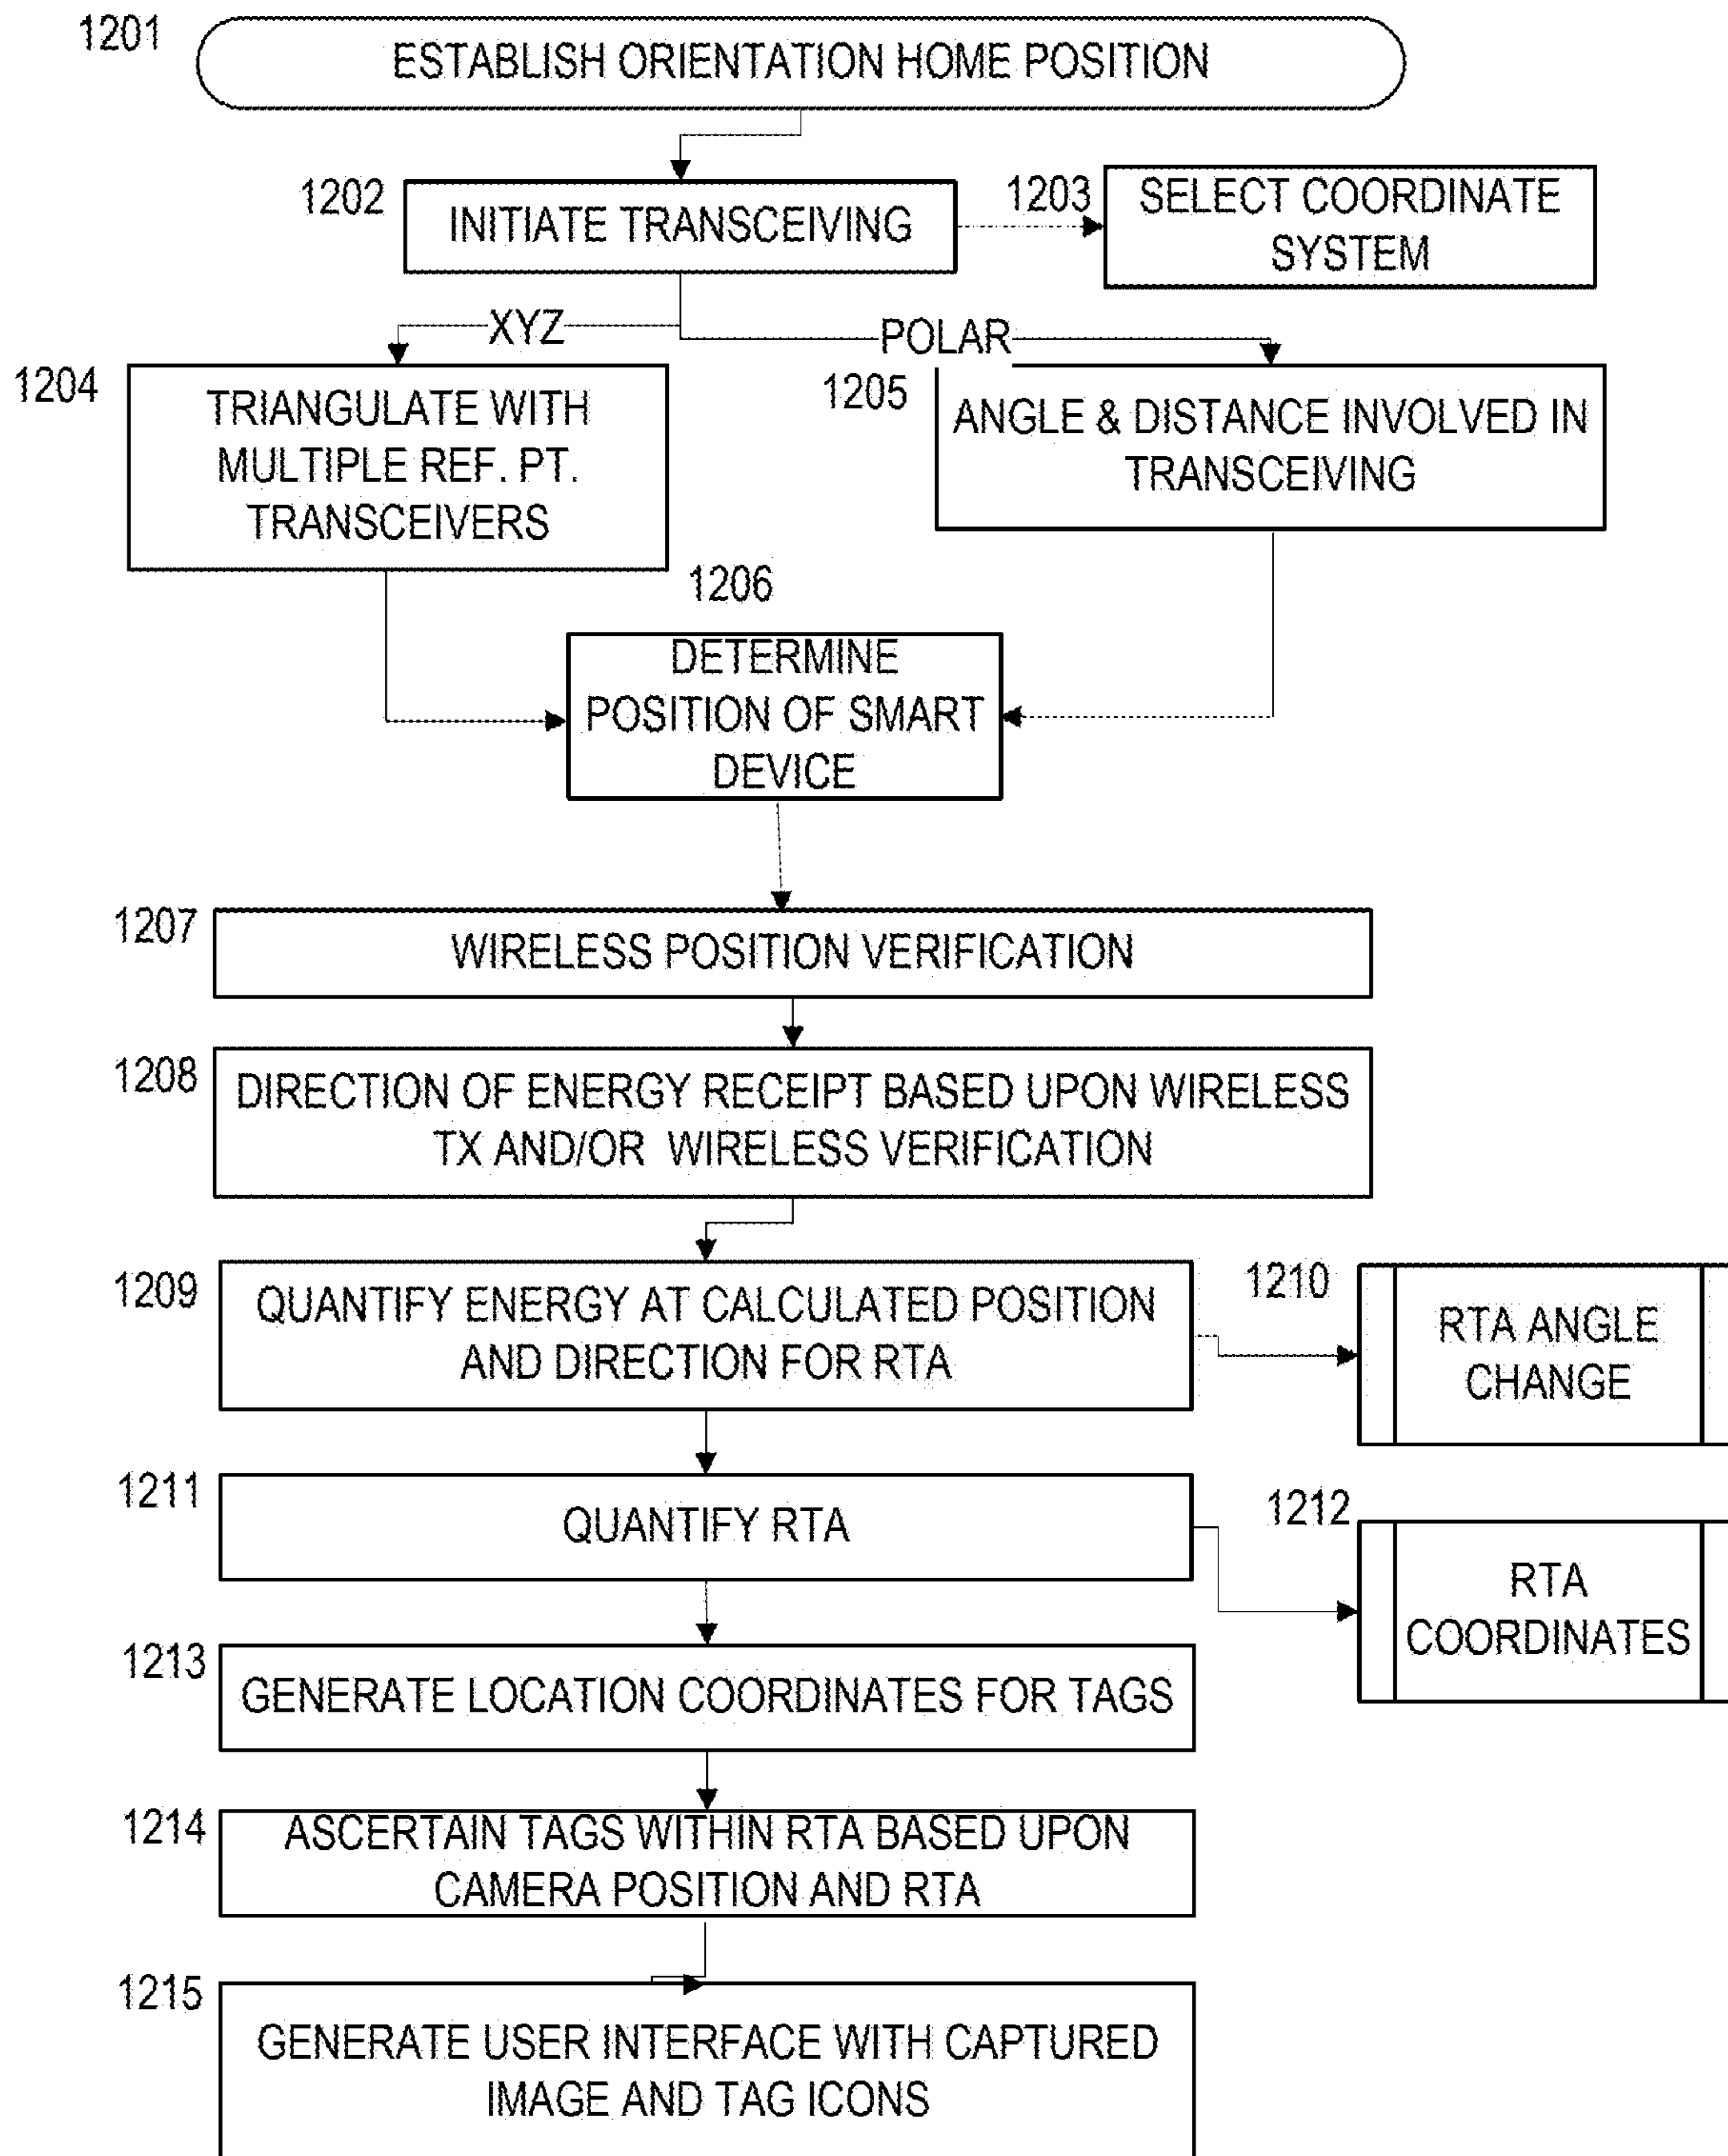 1201
ESTABLISH ORIENTATION HOME POSITION
1202
INITIATE TRANSCEIVING
1203
SELECT COORDINATE
SYSTEM
XYZ
POLAR
1204
TRIANGULATE WITH
MULTIPLE REF. PT.
TRANSCEIVERS
1205
ANGLE & DISTANCE INVOLVED IN
TRANSCEIVING
1206
DETERMINE
POSITION OF SMART
DEVICE
1207
WIRELESS POSITION VERIFICATION
1208
DIRECTION OF ENERGY RECEIPT BASED UPON WIRELESS
TX AND/OR WIRELESS VERIFICATION
1209
QUANTIFY ENERGY AT CALCULATED POSITION
AND DIRECTION FOR RTA
1210
RTA ANGLE
CHANGE
1211
QUANTIFY RTA
1212
RTA
COORDINATES
1213
GENERATE LOCATION COORDINATES FOR TAGS
1214
ASCERTAIN TAGS WITHIN RTA BASED UPON
CAMERA POSITION AND RTA
1215
GENERATE USER INTERFACE WITH CAPTURED
IMAGE AND TAG ICONS